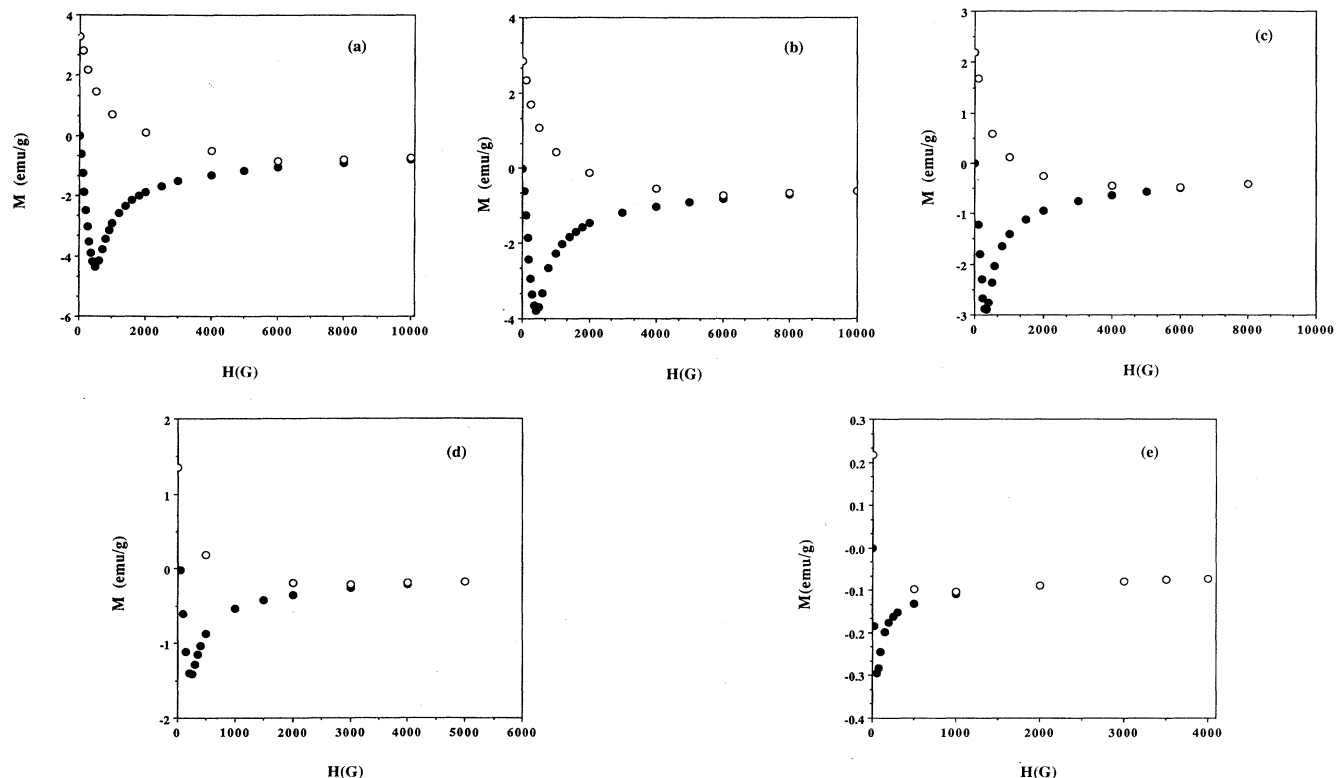 (a)
4
2
0
-2
-4
-6
M (emu/g)
0 2000 4000 6000 8000 10000
H(G)
(b)
4
2
0
-2
-4
M (emu/g)
0 2000 4000 6000 8000 10000
H(G)
(c)
3
2
1
0
-1
-2
-3
M (emu/g)
0 2000 4000 6000 8000 10000
H(G)
(d)
2
1
0
-1
-2
M (emu/g)
0 1000 2000 3000 4000 5000 6000
H(G)
(e)
0.3
0.2
0.1
-0.0
-0.1
-0.2
-0.3
-0.4
M(emu/g)
0 1000 2000 3000 4000
H(G)